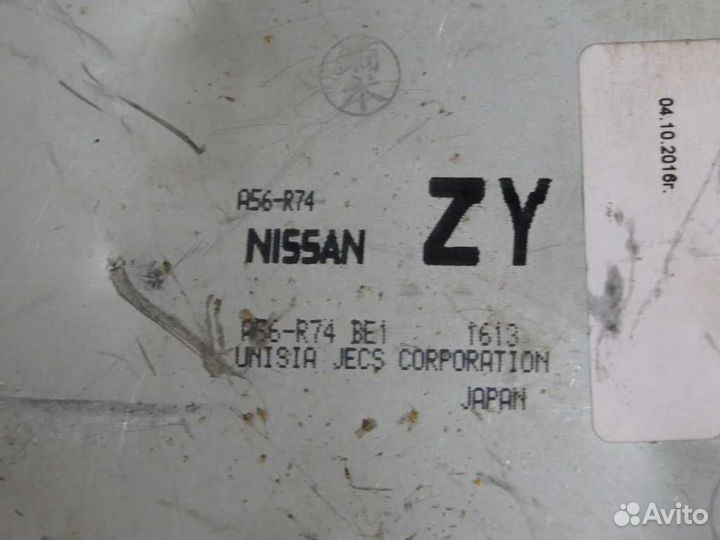 A56-R74
ZY
NISSAN
A56-R74 BE1 1613
UNISIA JECS CORPORATION
JAPAN
04.10.2016г.
Avito